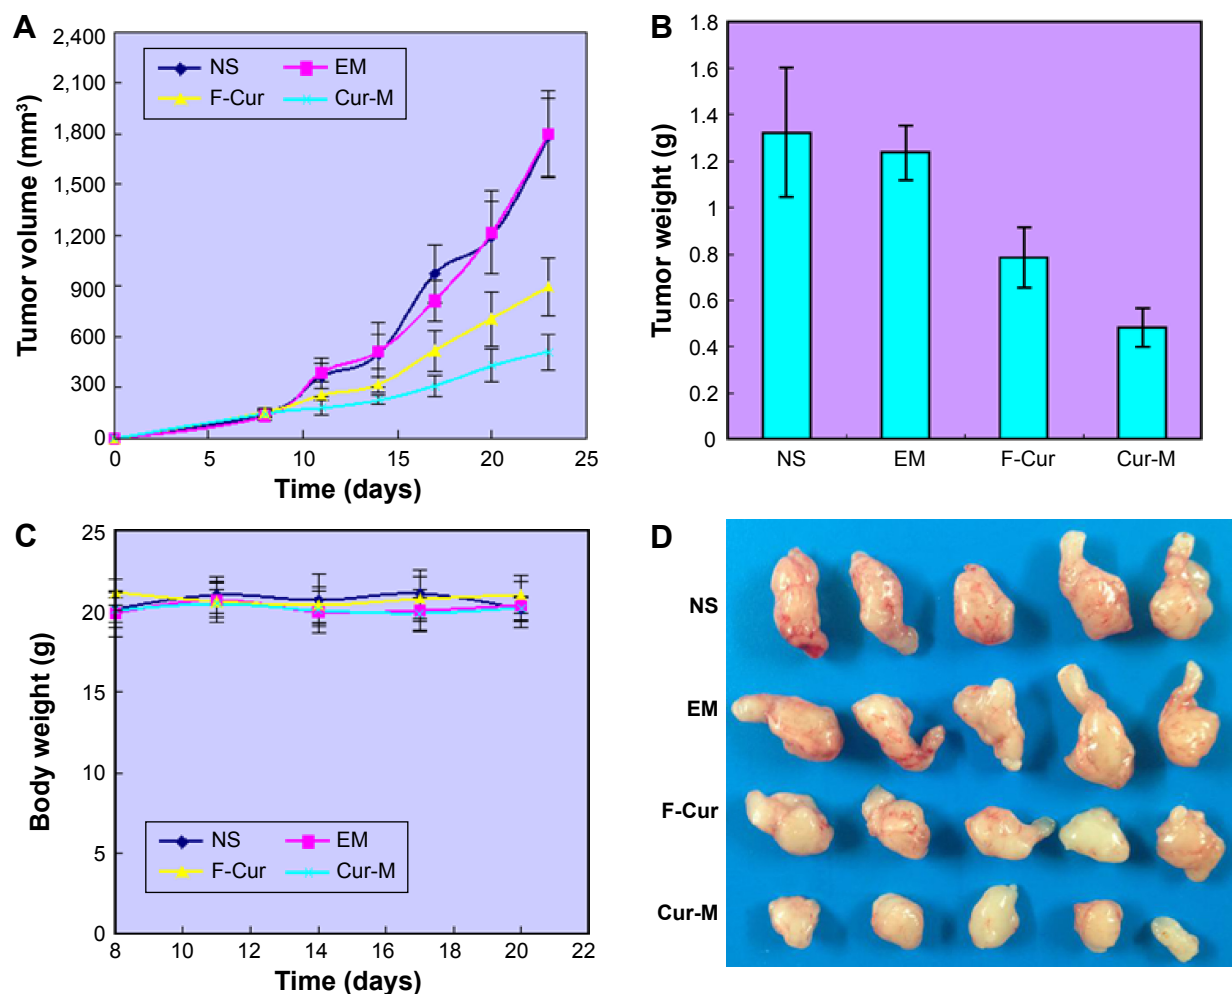 A
Tumor volume (mm³)
2,400
2,100
1,800
1,500
1,200
900
600
300
0
NS
EM
F-Cur
Cur-M
0
5
10
15
20
25
Time (days)
B
Tumor weight (g)
1.8
1.6
1.4
1.2
1
0.8
0.6
0.4
0.2
0
NS
EM
F-Cur
Cur-M
C
Body weight (g)
25
20
15
10
5
0
NS
EM
F-Cur
Cur-M
8
10
12
14
16
18
20
22
Time (days)
D
NS
EM
F-Cur
Cur-M